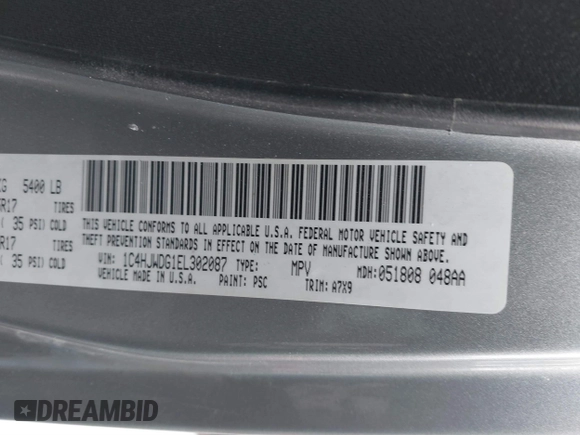 5400 LB
R17 TIRES
( 35 PSI) COLD
R17 TIRES
( 35 PSI) COLD
THIS VEHICLE CONFORMS TO ALL APPLICABLE U.S.A. FEDERAL MOTOR VEHICLE SAFETY AND
THEFT PREVENTION STANDARDS IN EFFECT ON THE DATE OF MANUFACTURE SHOWN ABOVE.
VIN: 1C4HJWDG1EL302087 TYPE: MPV MDH:051808 048AA
VEHICLE MADE IN U.S.A. PAINT: PSC TRIM: A7X9
DREAMBID